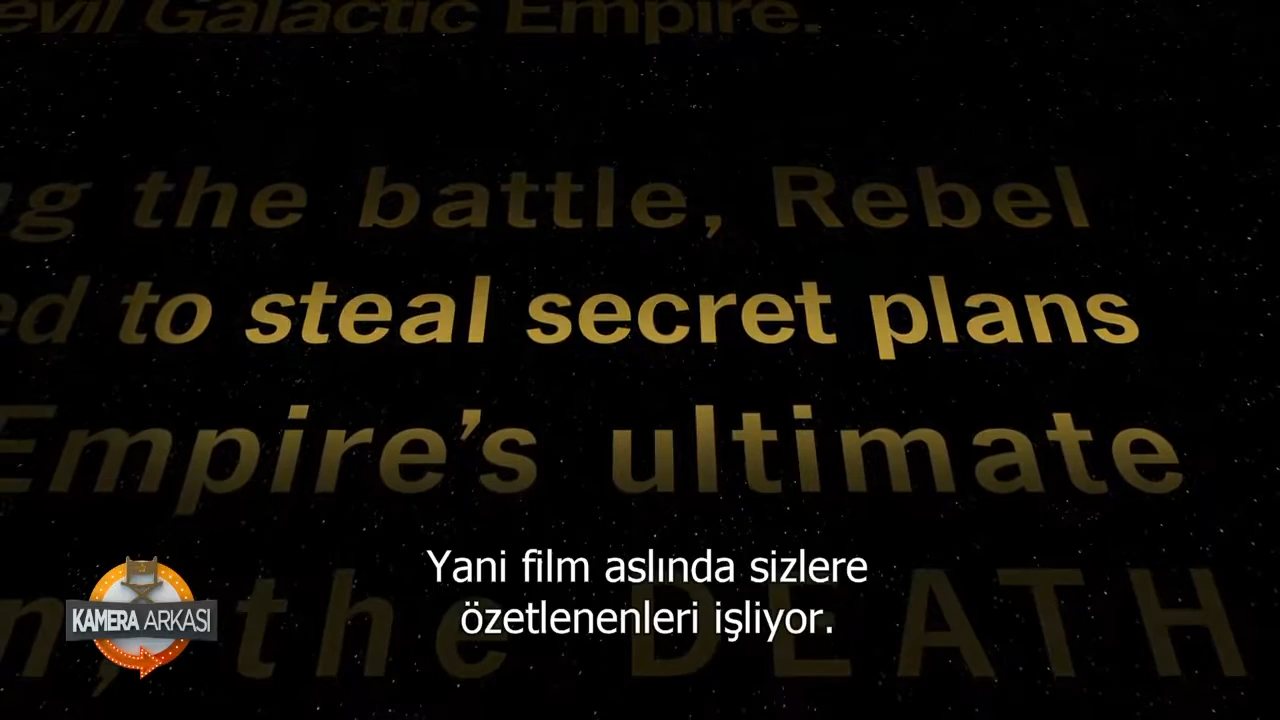 evil Galactic Empire.
the battle, Rebel
to steal secret plans
Empire's ultimate
the DEATH
Yani film aslında sizlere
özetlenenleri işliyor.
KAMERA ARKASI